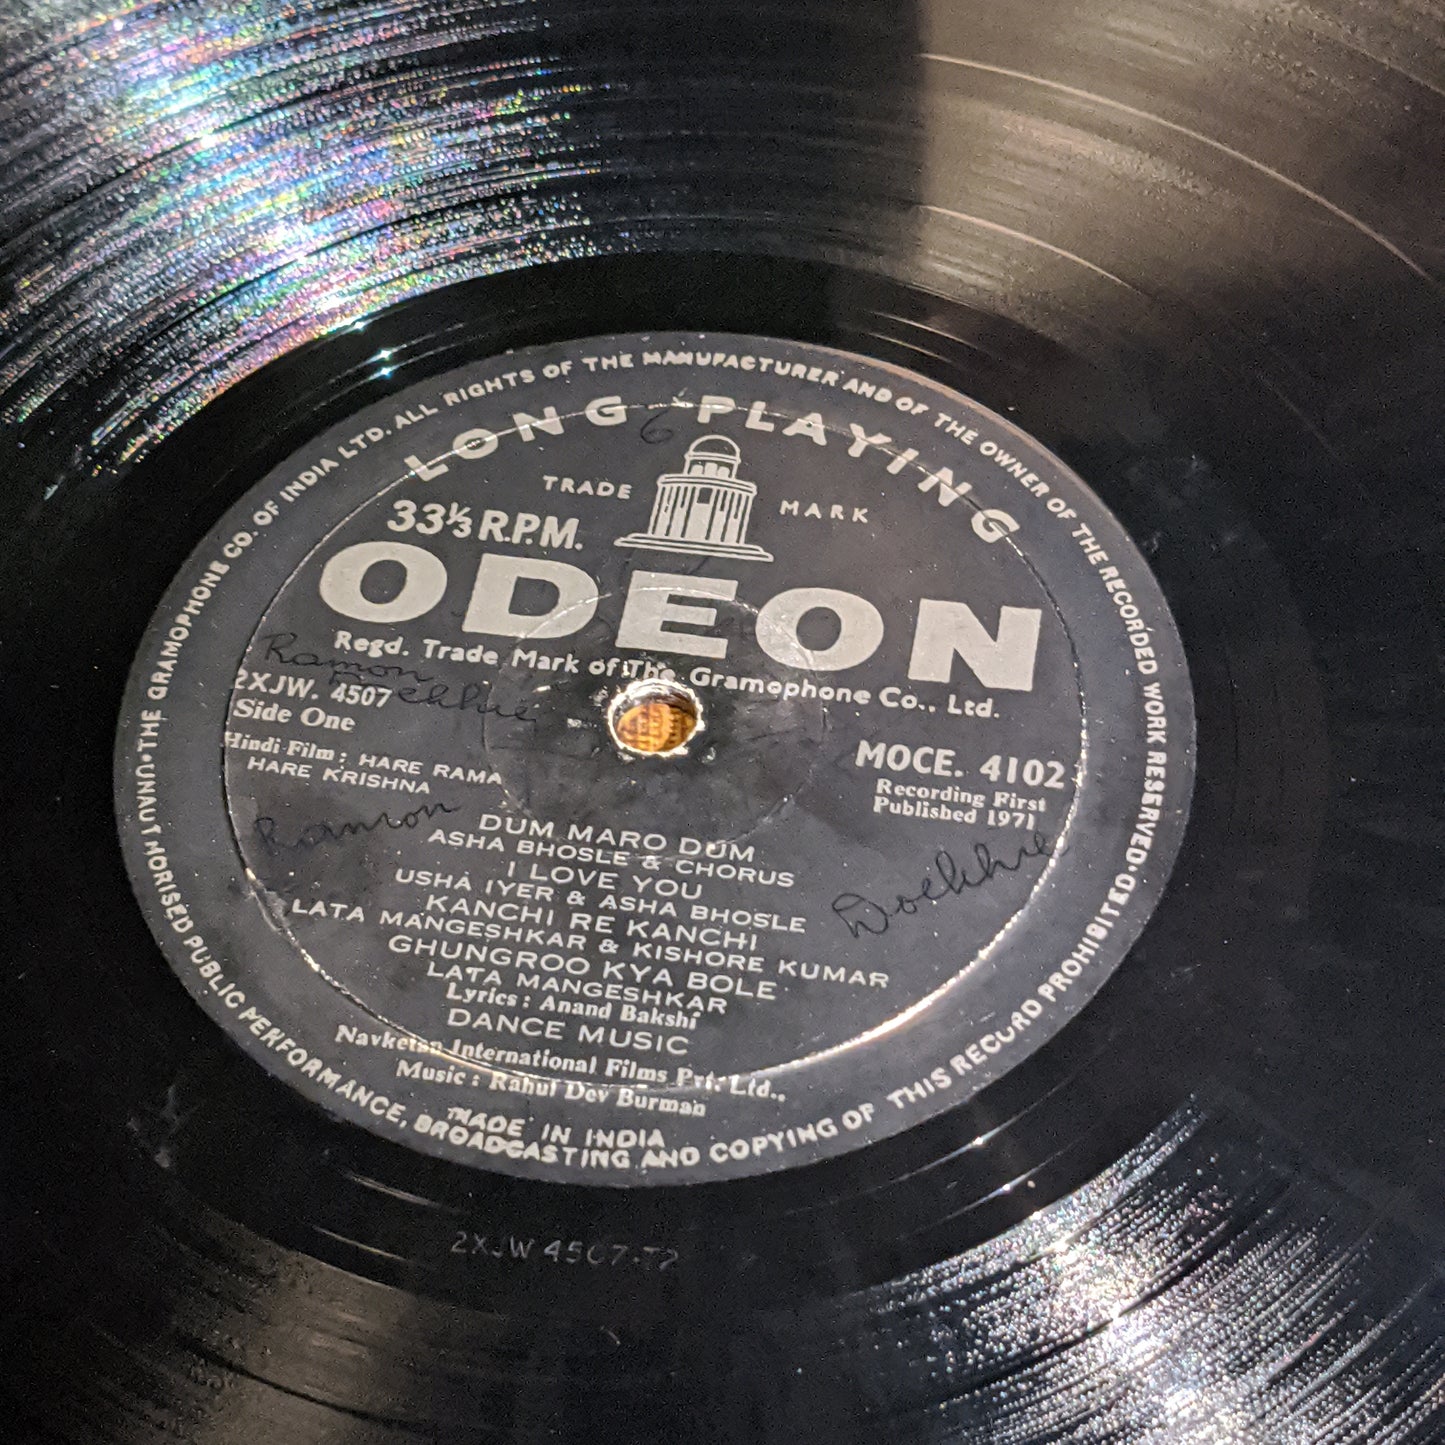 THE GRAMOPHONE CO. OF INDIA LTD. ALL RIGHTS OF THE MANUFACTURER AND OF THE OWNER OF THE RECORDED WORK RESERVED • UNAUTHORISED PUBLIC PERFORMANCE, BROADCASTING AND COPYING OF THIS RECORD PROHIBITED •
LONG PLAYING
6
TRADE MARK
33⅓ R.P.M.
ODEON
Regd. Trade Mark of The Gramophone Co., Ltd.
Ramon
2XJW. 4507
Side One
Hindi Film : HARE RAMA
HARE KRISHNA
MOCE. 4102
Recording First
Published 1971
Ramon Doekhie
DUM MARO DUM
ASHA BHOSLE & CHORUS
I LOVE YOU
USHA IYER & ASHA BHOSLE
KANCHI RE KANCHI
LATA MANGESHKAR & KISHORE KUMAR
GHUNGROO KYA BOLE
LATA MANGESHKAR
Lyrics : Anand Bakshi
DANCE MUSIC
Navketan International Films Pvt. Ltd.,
Music : Rahul Dev Burman
MADE IN INDIA
2XJW 4507-T2